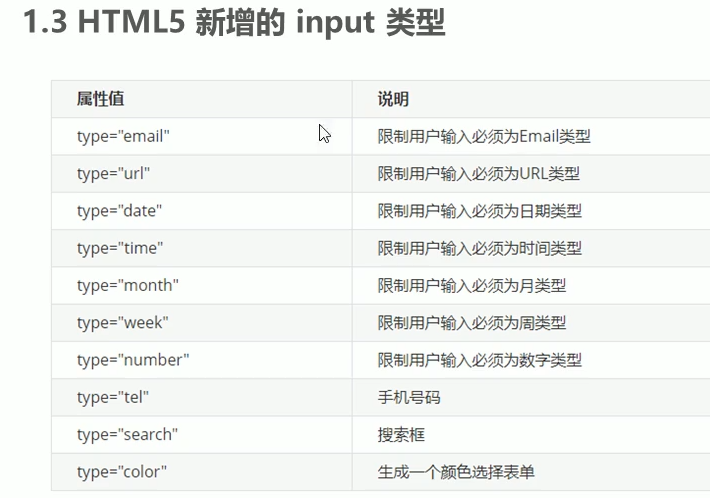 1.3 HTML5 新增的 input 类型
属性值 说明
type="email" 限制用户输入必须为Email类型
type="url" 限制用户输入必须为URL类型
type="date" 限制用户输入必须为日期类型
type="time" 限制用户输入必须为时间类型
type="month" 限制用户输入必须为月类型
type="week" 限制用户输入必须为周类型
type="number" 限制用户输入必须为数字类型
type="tel" 手机号码
type="search" 搜索框
type="color" 生成一个颜色选择表单